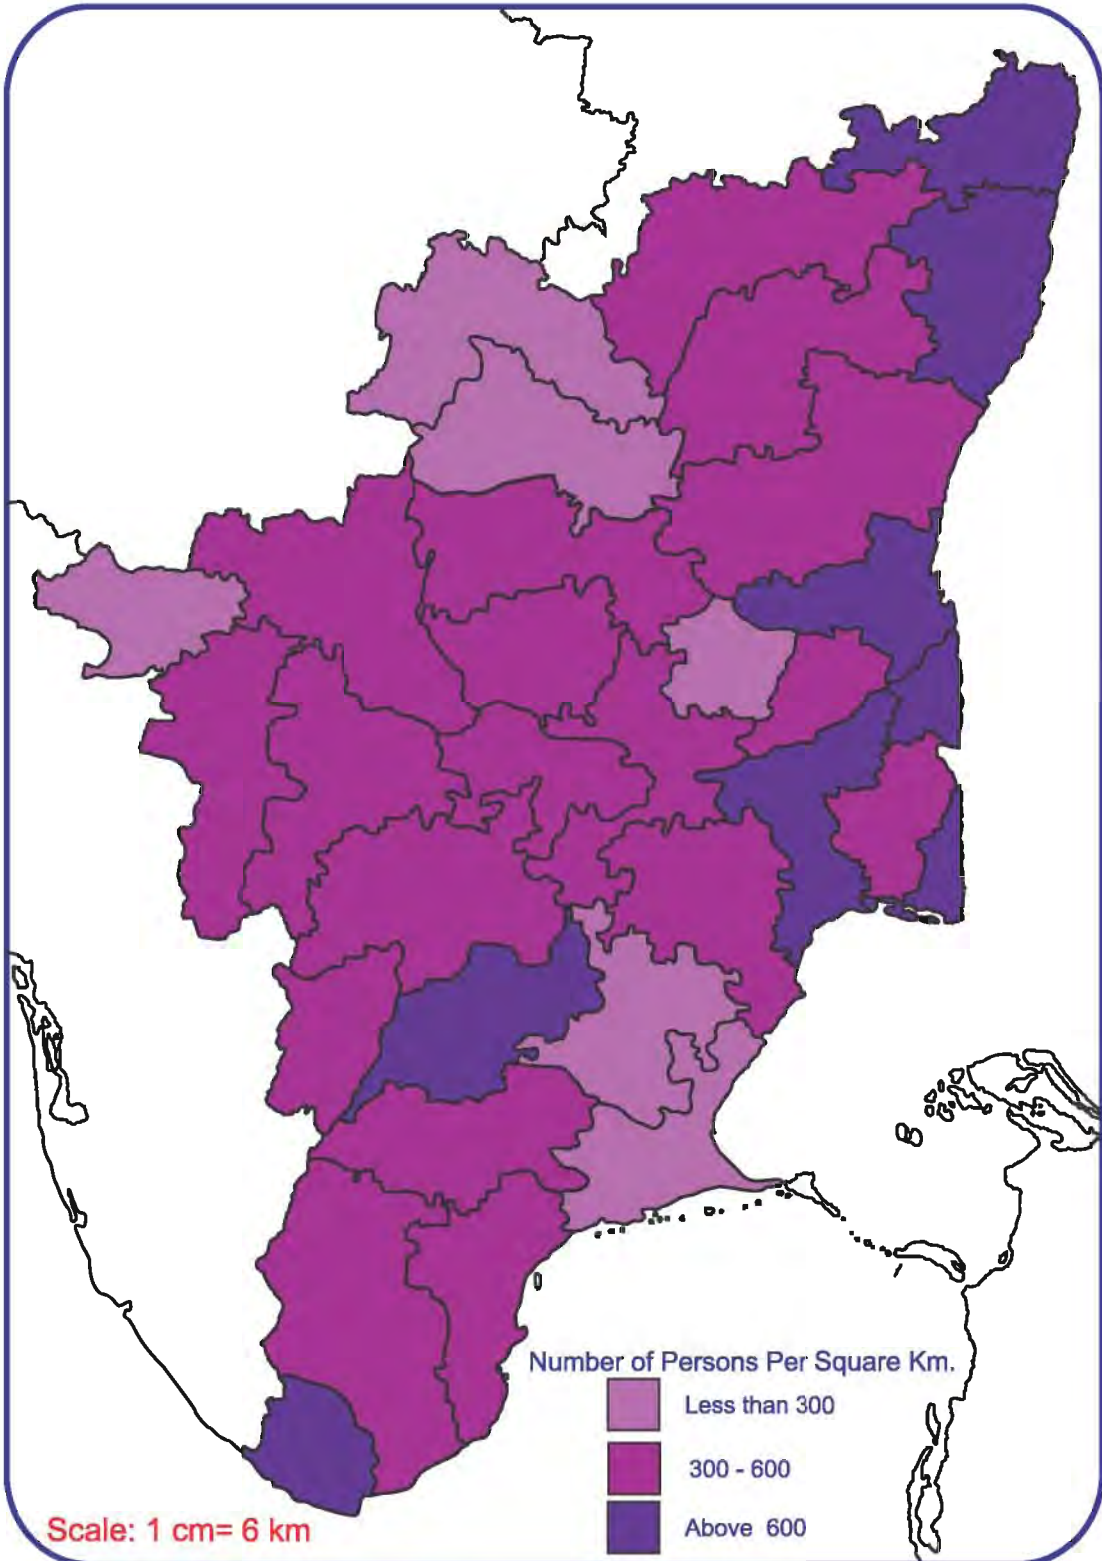 Number of Persons Per Square Km.
Less than 300
300 - 600
Above 600
Scale: 1 cm= 6 km